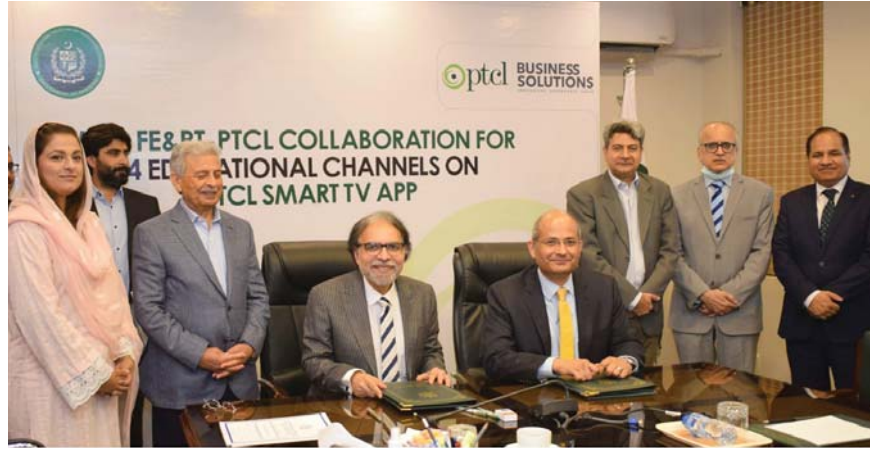 ptcl BUSINESS
SOLUTIONS
FE& PT- PTCL COLLABORATION FOR
4 ED ATIONAL CHANNELS ON
TCL SMART TV APP